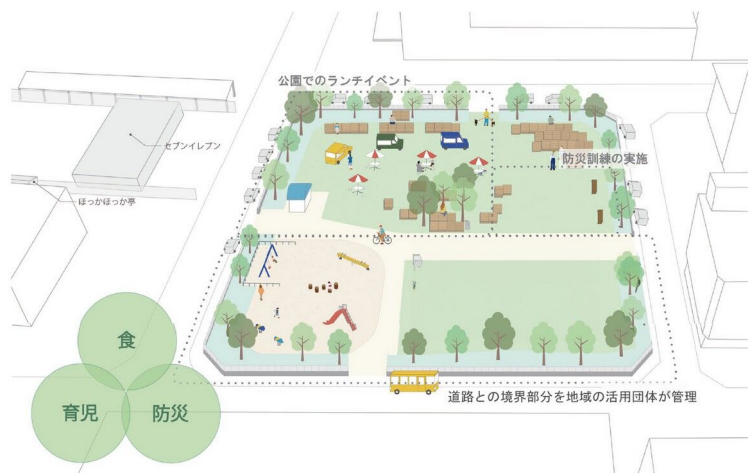 公園でのランチイベント
セブンイレブン
防災訓練の実施
ほっかほっか亭
食
育児
防災
道路との境界部分を地域の活用団体が管理